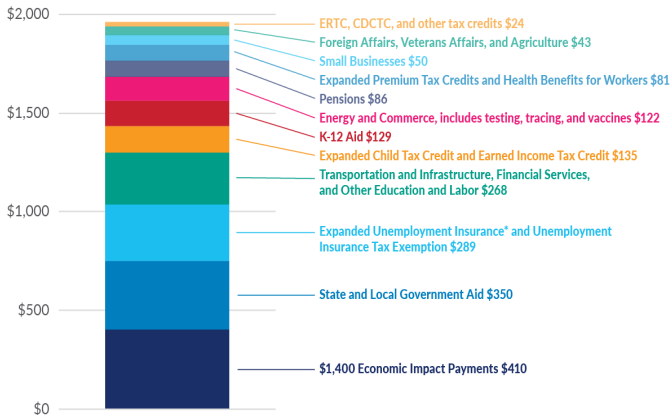 $2,000
$1,500
$1,000
$500
$0
ERTC, CDCTC, and other tax credits $24
Foreign Affairs, Veterans Affairs, and Agriculture $43
Small Businesses $50
Expanded Premium Tax Credits and Health Benefits for Workers $81
Pensions $86
Energy and Commerce, includes testing, tracing, and vaccines $122
K-12 Aid $129
Expanded Child Tax Credit and Earned Income Tax Credit $135
Transportation and Infrastructure, Financial Services,
and Other Education and Labor $268
Expanded Unemployment Insurance* and Unemployment
Insurance Tax Exemption $289
State and Local Government Aid $350
$1,400 Economic Impact Payments $410